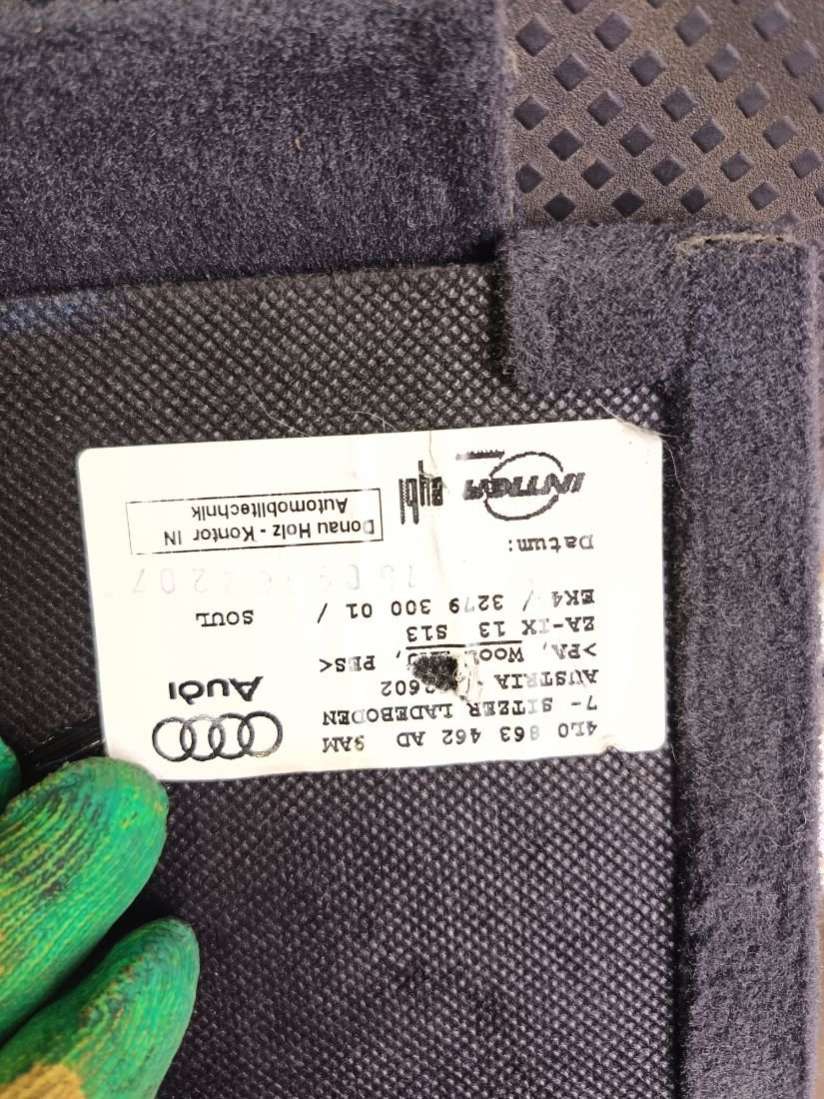 4L0 863 462 AD 9AM
7- SITZER LADEBODEN
AUSTRIA
>PA, PES<
ZA-IX 13 S13
EK4 / 3279 300 01 /
SOUL
Datum:
AUDI
Donau Holz - Kontor IN
Automobiltechnik
INTIER
eybl